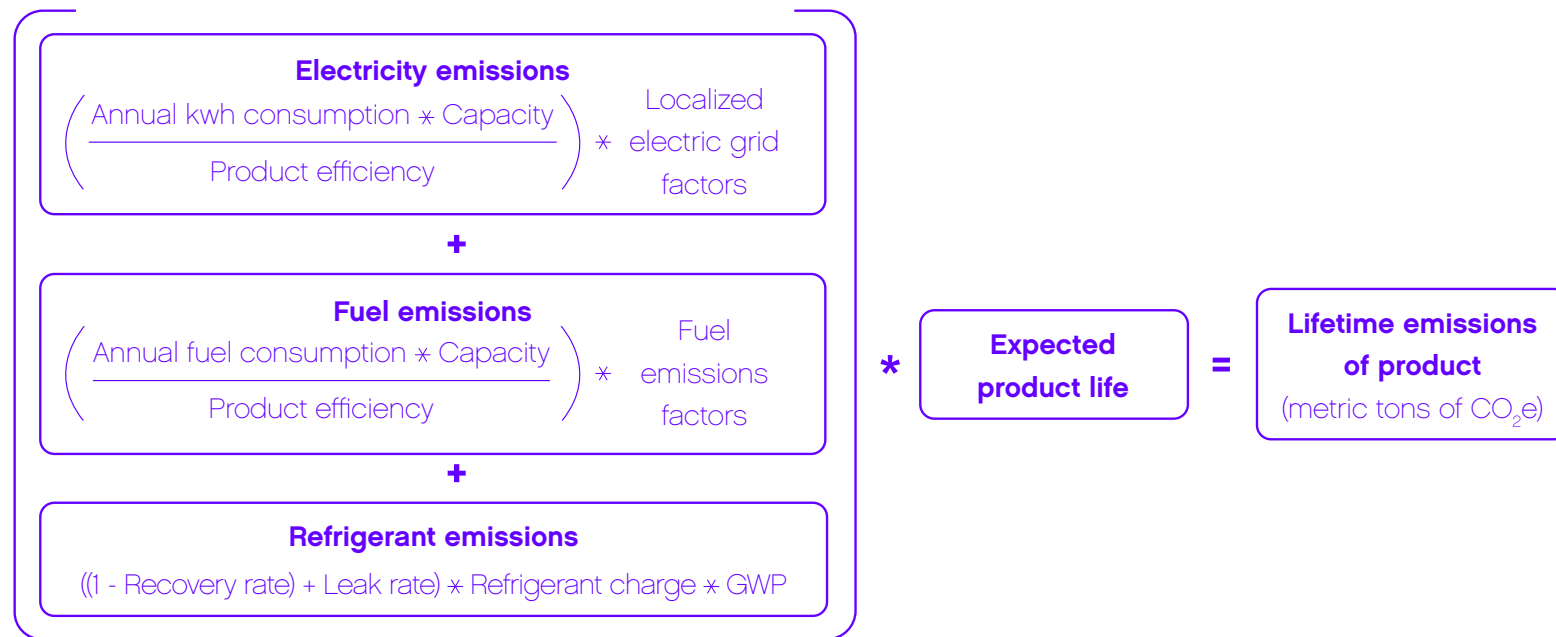 Electricity emissions
Annual kwh consumption * Capacity
Product efficiency
*
Localized
electric grid
factors
+
Fuel emissions
Annual fuel consumption * Capacity
Product efficiency
*
Fuel
emissions
factors
+
Refrigerant emissions
((1 - Recovery rate) + Leak rate) * Refrigerant charge * GWP
*
Expected
product life
=
Lifetime emissions
of product
(metric tons of CO₂e)